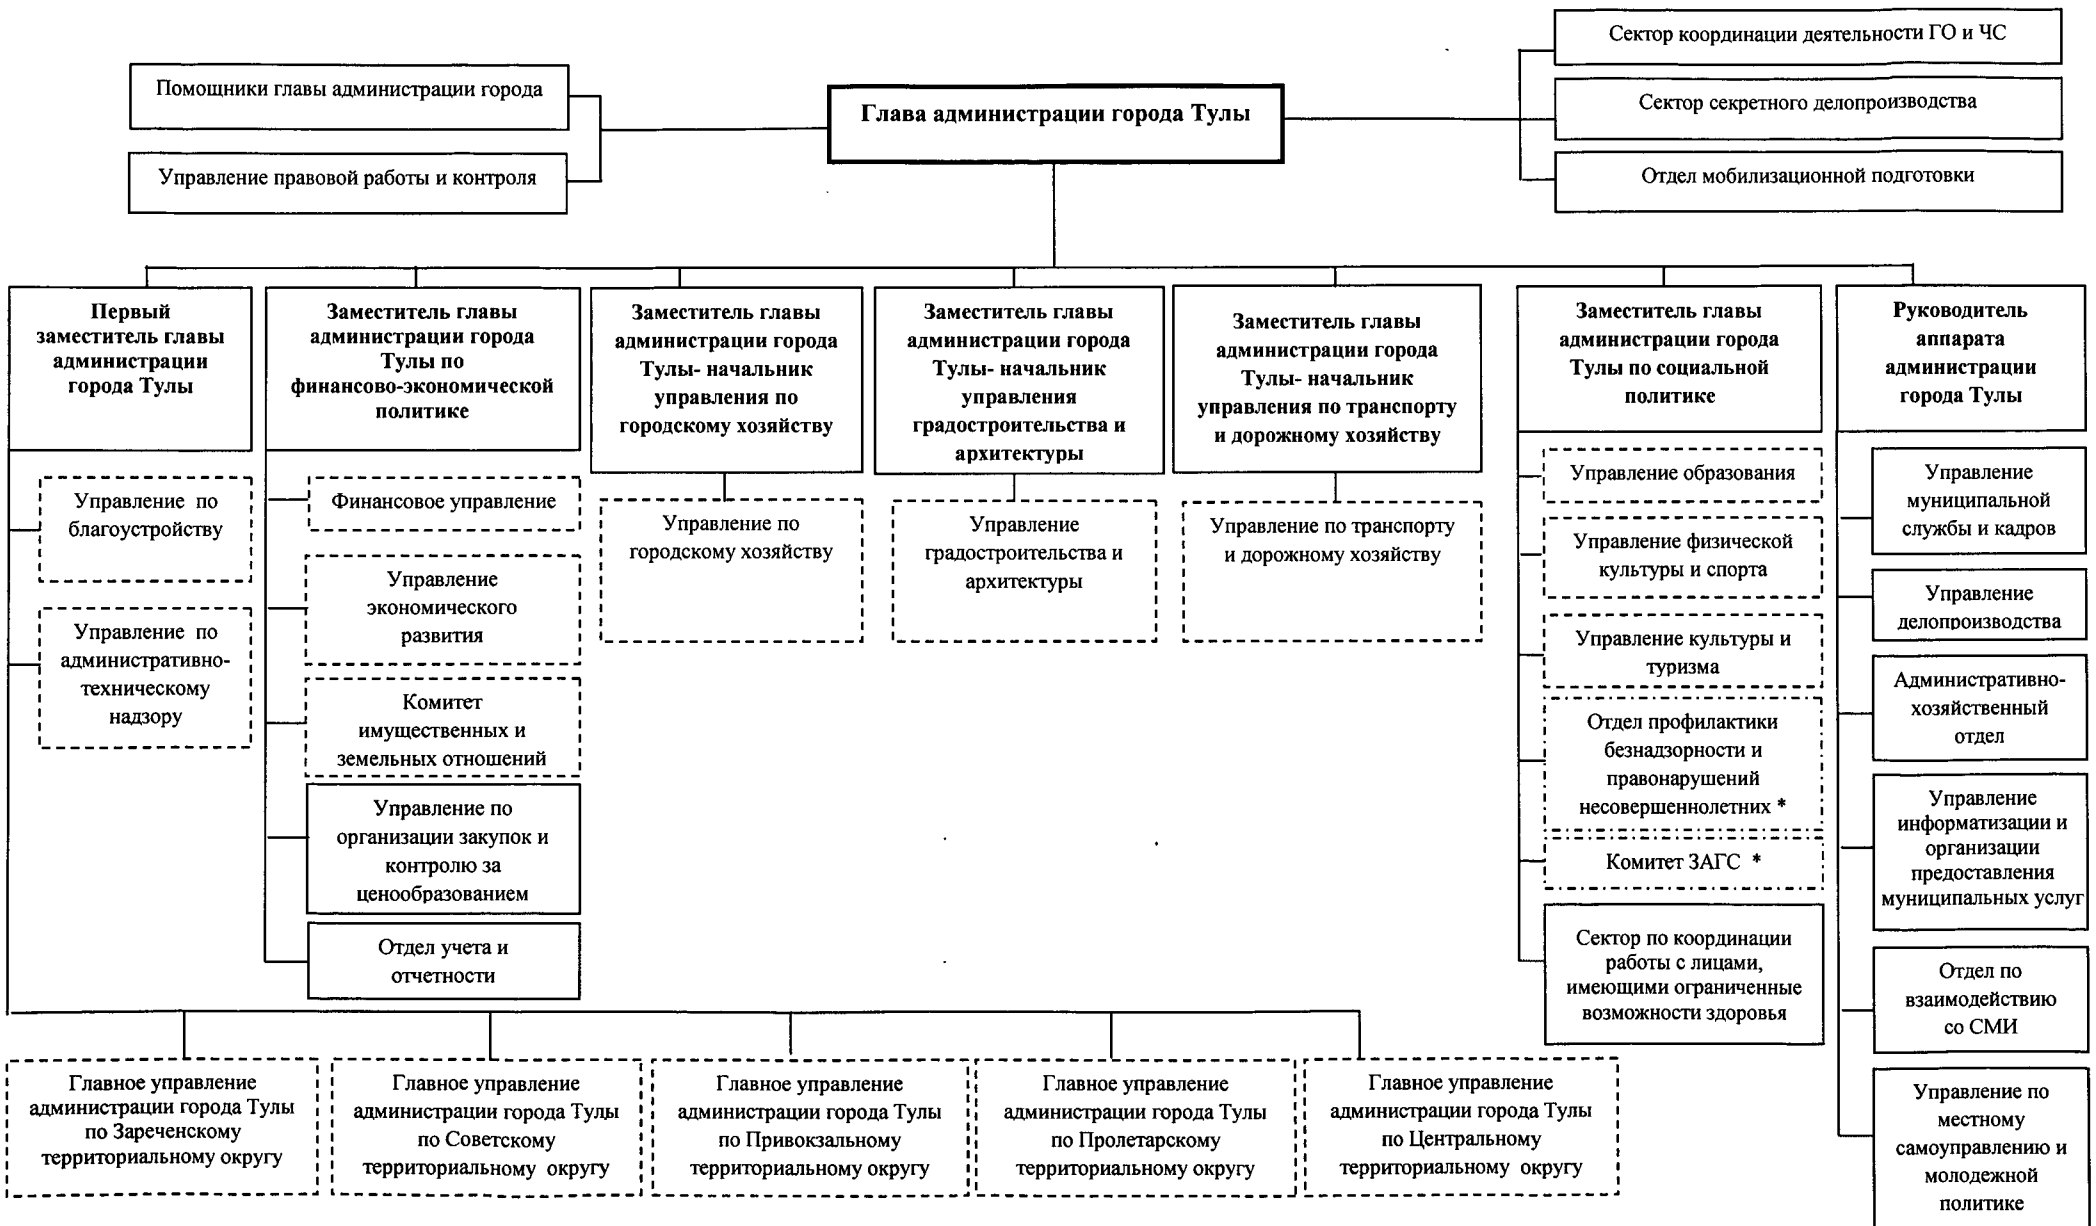 Сектор координации деятельности ГО и ЧС
Помощники главы администрации города
Глава администрации города Тулы
Сектор секретного делопроизводства
Управление правовой работы и контроля
Отдел мобилизационной подготовки
Первый
заместитель главы
администрации
города Тулы
Заместитель главы
администрации города
Тулы по
финансово-экономической
политике
Заместитель главы
администрации города
Тулы- начальник
управления по
городскому хозяйству
Заместитель главы
администрации города
Тулы- начальник
управления
градостроительства и
архитектуры
Заместитель главы
администрации города
Тулы- начальник
управления по транспорту
и дорожному хозяйству
Заместитель главы
администрации города
Тулы по социальной
политике
Руководитель
аппарата
администрации
города Тулы
Управление по
благоустройству
Управление по
административно-
техническому
надзору
Финансовое управление
Управление
экономического
развития
Комитет
имущественных и
земельных отношений
Управление по
организации закупок и
контролю за
ценообразованием
Отдел учета и
отчетности
Управление по
городскому хозяйству
Управление
градостроительства и
архитектуры
Управление по транспорту
и дорожному хозяйству
Управление образования
Управление физической
культуры и спорта
Управление культуры и
туризма
Отдел профилактики
безнадзорности и
правонарушений
несовершеннолетних *
Комитет ЗАГС *
Сектор по координации
работы с лицами,
имеющими ограниченные
возможности здоровья
Управление
муниципальной
службы и кадров
Управление
делопроизводства
Административно-
хозяйственный
отдел
Управление
информатизации и
организации
предоставления
муниципальных услуг
Отдел по
взаимодействию
со СМИ
Управление по
местному
самоуправлению и
молодежной
политике
Главное управление
администрации города Тулы
по Зареченскому
территориальному округу
Главное управление
администрации города Тулы
по Советскому
территориальному округу
Главное управление
администрации города Тулы
по Привокзальному
территориальному округу
Главное управление
администрации города Тулы
по Пролетарскому
территориальному округу
Главное управление
администрации города Тулы
по Центральному
территориальному округу